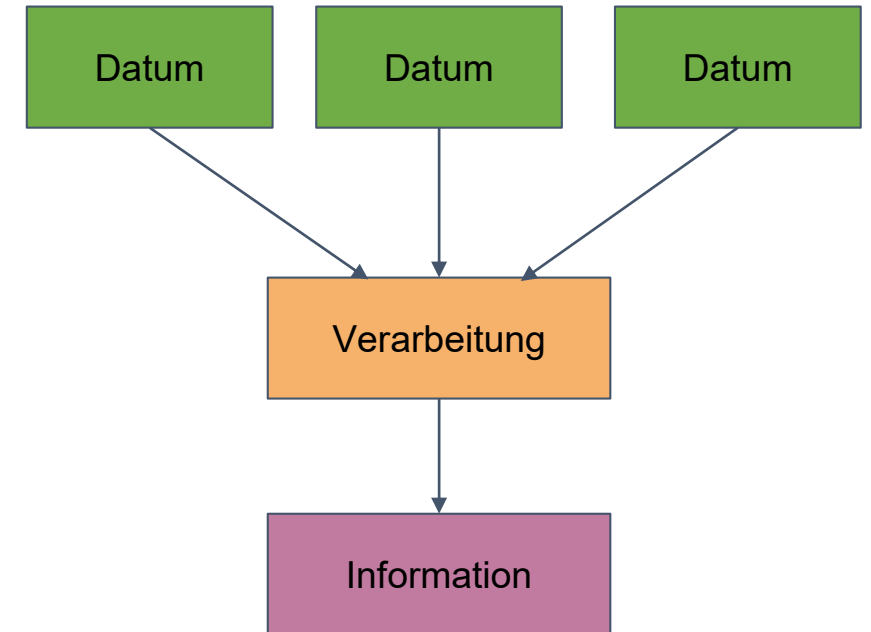 Datum
Datum
Datum
Verarbeitung
Information